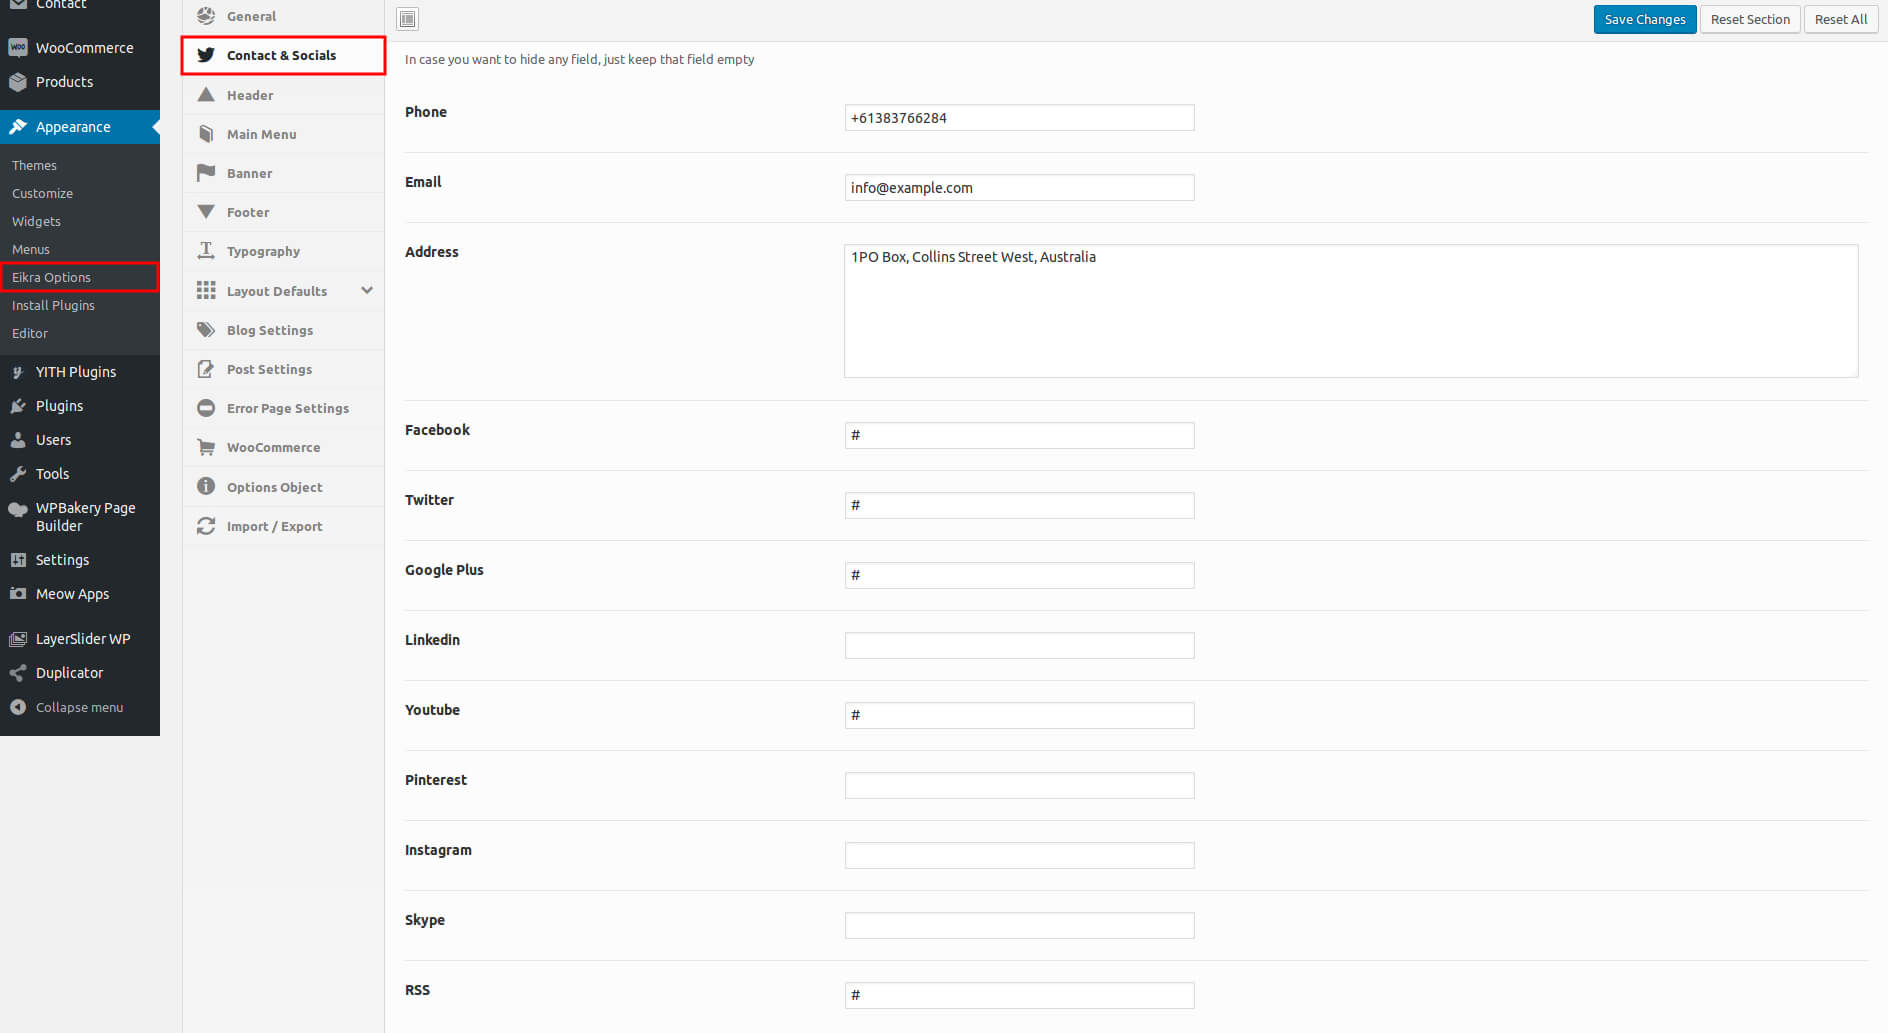 Contact
WooCommerce
Products
Appearance
Themes
Customize
Widgets
Menus
Eikra Options
Install Plugins
Editor
YITH Plugins
Plugins
Users
Tools
WPBakery Page
Builder
Settings
Meow Apps
LayerSlider WP
Duplicator
Collapse menu
General
Contact & Socials
Header
Main Menu
Banner
Footer
Typography
Layout Defaults
Blog Settings
Post Settings
Error Page Settings
WooCommerce
Options Object
Import / Export
Save Changes Reset Section Reset All
In case you want to hide any field, just keep that field empty
Phone +61383766284
Email info@example.com
Address 1PO Box, Collins Street West, Australia
Facebook #
Twitter #
Google Plus #
Linkedin
Youtube #
Pinterest
Instagram
Skype
RSS #